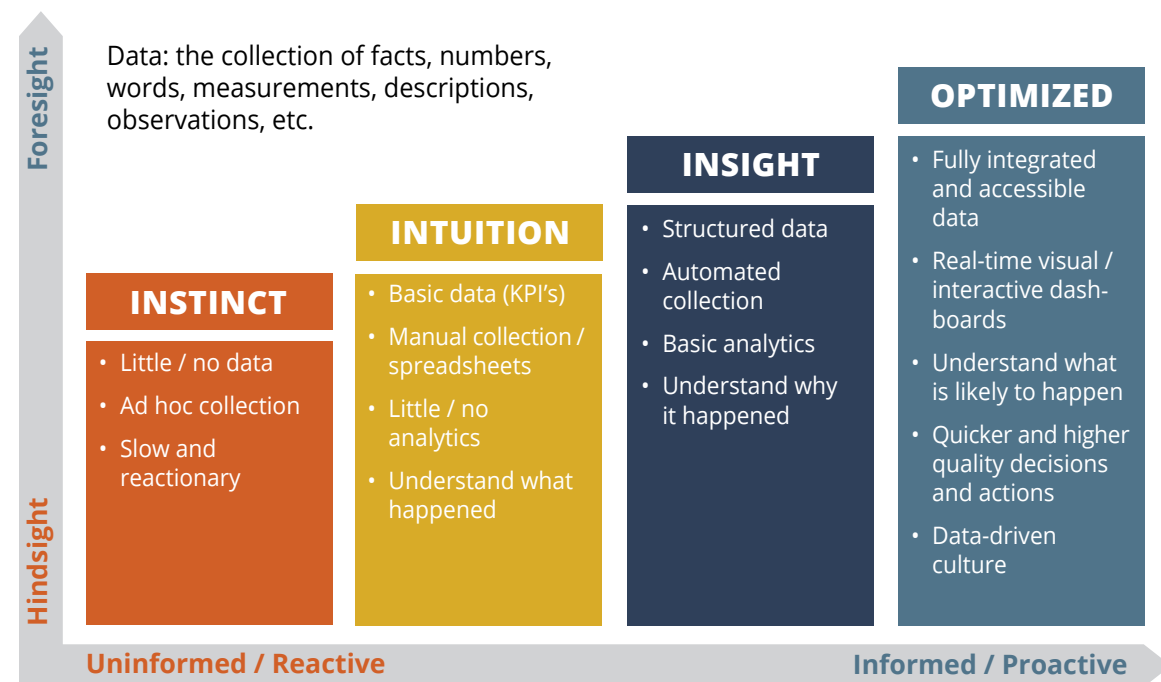 Foresight
Hindsight
Data: the collection of facts, numbers,
words, measurements, descriptions,
observations, etc.
INSTINCT
• Little / no data
• Ad hoc collection
• Slow and
reactionary
INTUITION
• Basic data (KPI's)
• Manual collection /
spreadsheets
• Little / no
analytics
• Understand what
happened
INSIGHT
• Structured data
• Automated
collection
• Basic analytics
• Understand why
it happened
OPTIMIZED
• Fully integrated
and accessible
data
• Real-time visual /
interactive dash-
boards
• Understand what
is likely to happen
• Quicker and higher
quality decisions
and actions
• Data-driven
culture
Uninformed / Reactive
Informed / Proactive